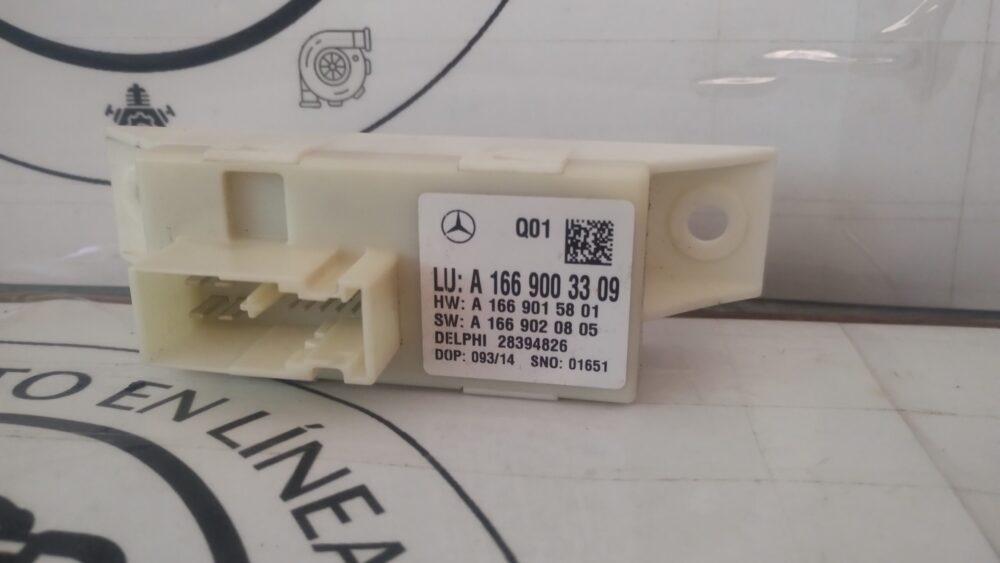 Q01
LU: A 166 900 33 09
HW: A 166 901 58 01
SW: A 166 902 08 05
DELPHI 28394826
DOP: 093/14 SNO: 01651
TO EN LÍNEA